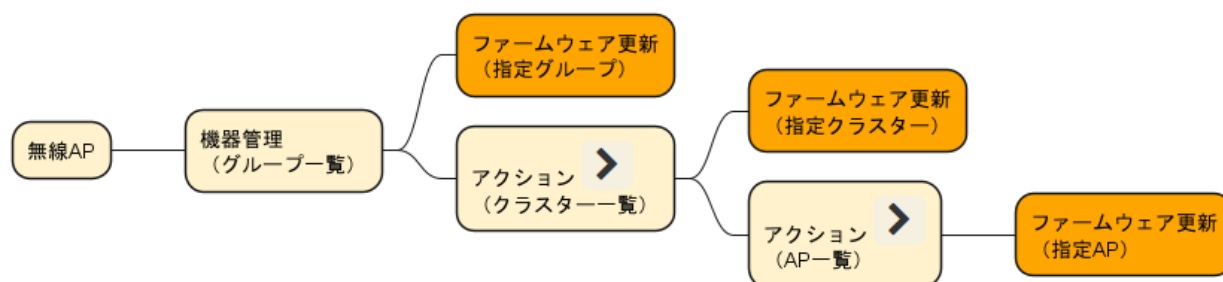 無線AP
機器管理
（グループ一覧）
ファームウェア更新
（指定グループ）
アクション
（クラスター一覧）
ファームウェア更新
（指定クラスター）
アクション
（AP一覧）
ファームウェア更新
（指定AP）